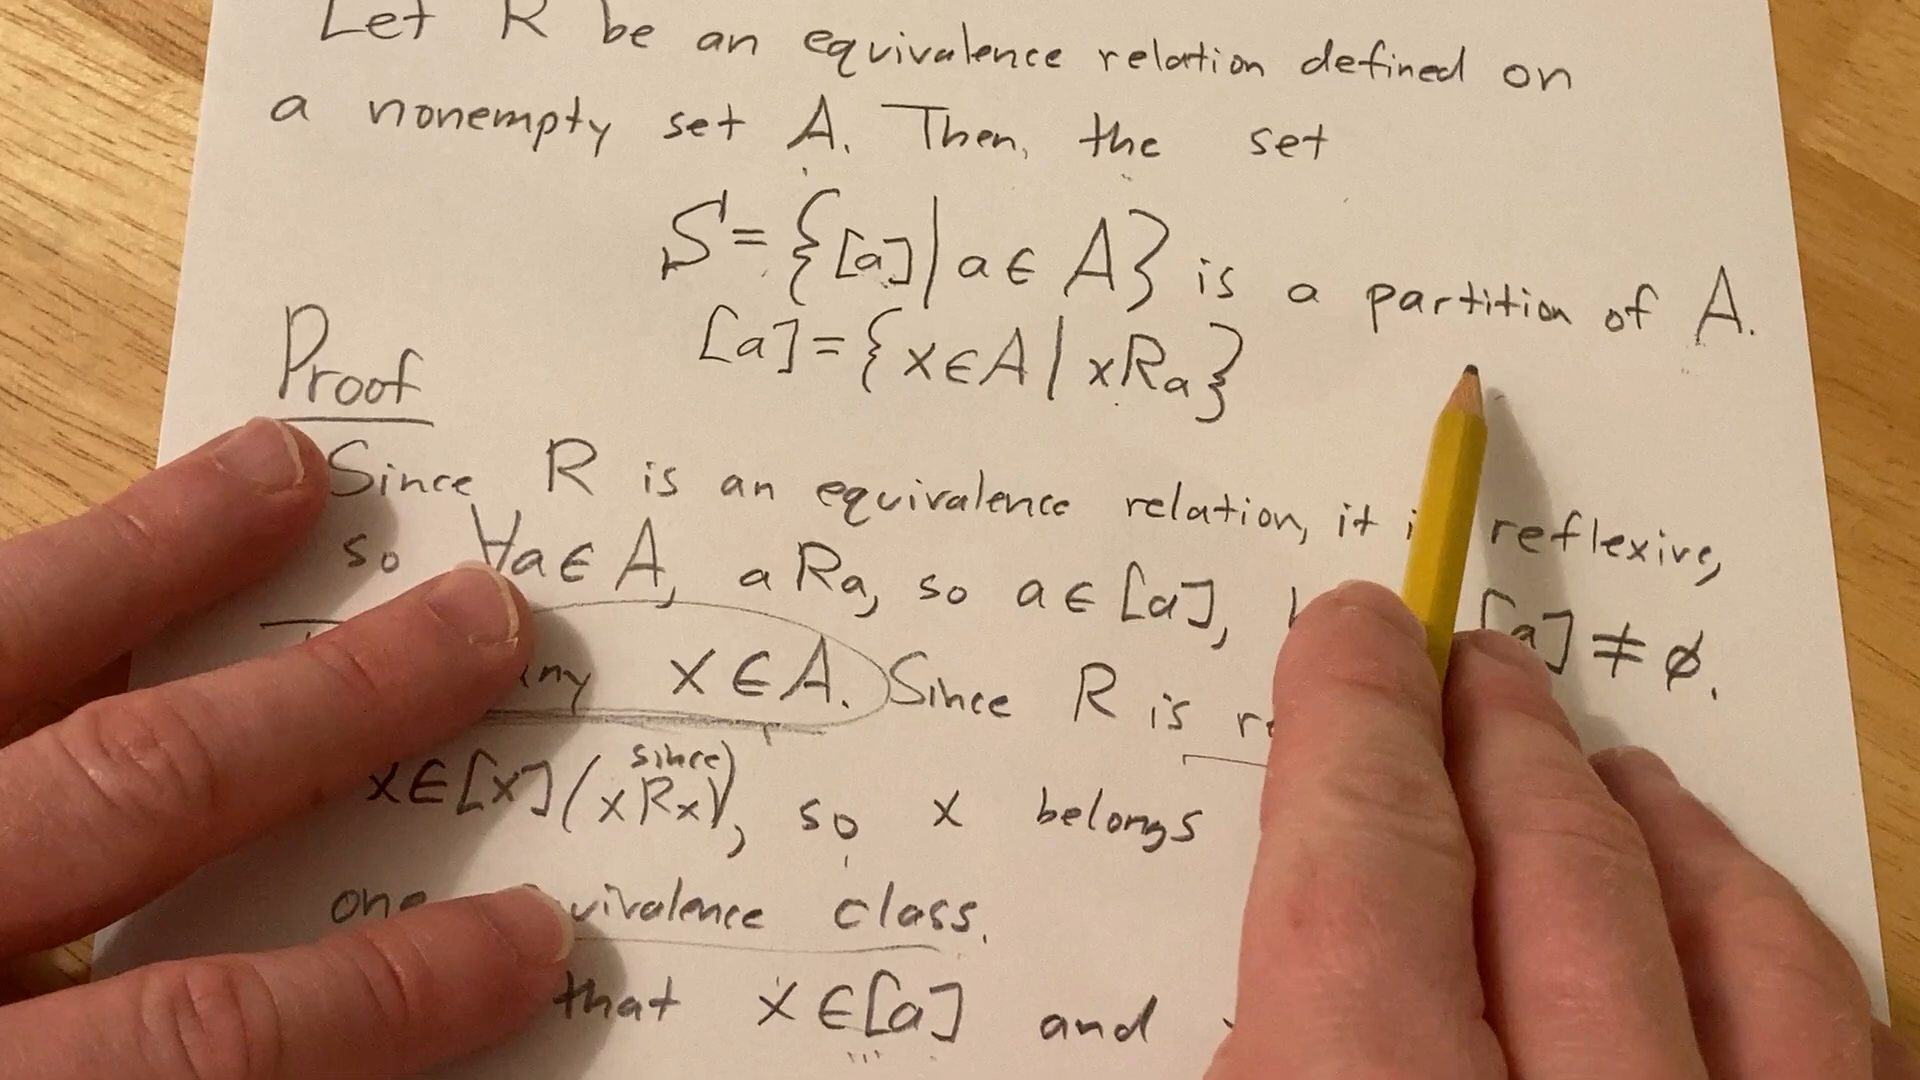 Let R be an equivalence relation defined on
a nonempty set A. Then, the set
S = {[a] | a ∈ A} is a partition of A.
[a] = {x ∈ A | xRa}
Proof
Since R is an equivalence relation, it reflexive,
so ∀a ∈ A, aRa, so a ∈ [a], [a] ≠ ∅.
x ∈ A. Since R is
x ∈ [x] (since xRx), so x belongs
one class.
that x ∈ [a] and